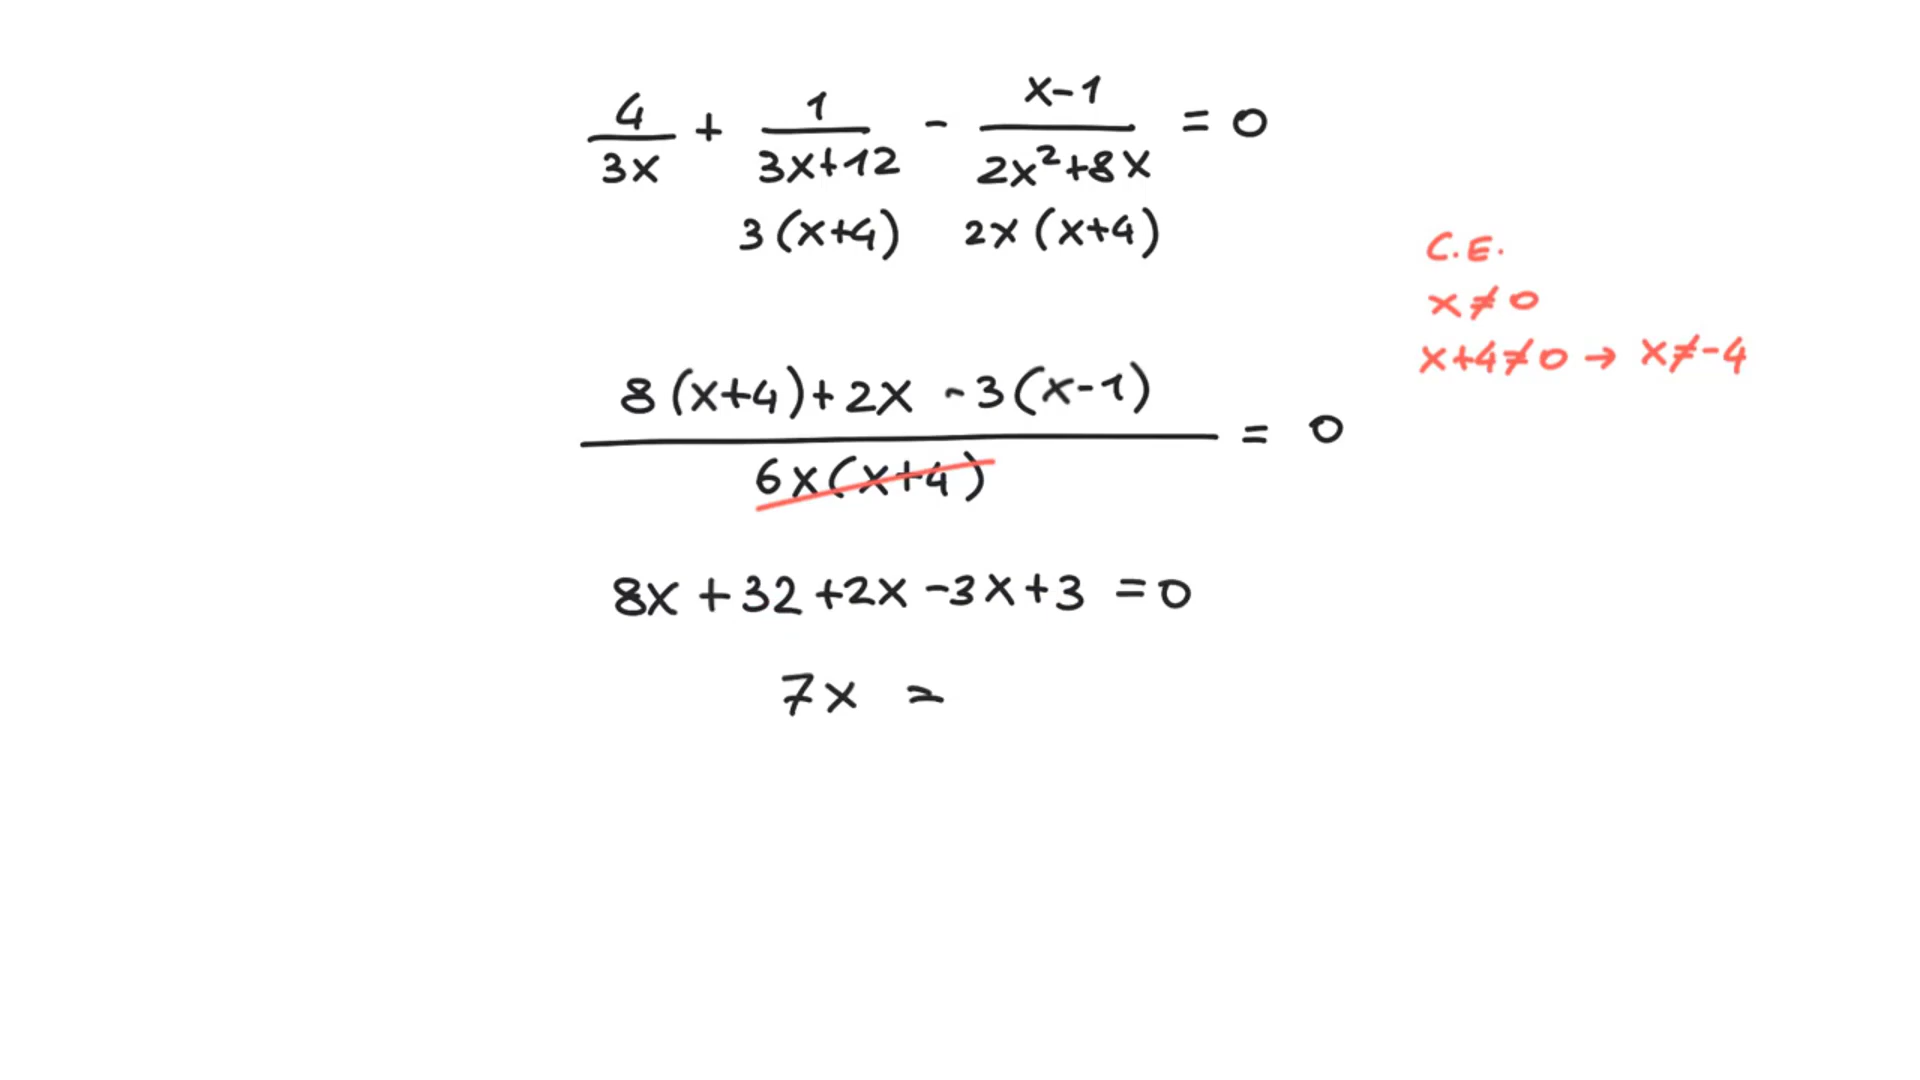 4/3x + 1/3x+12 - x-1/2x²+8x = 0
3(x+4) 2x(x+4)
C.E.
x≠0
x+4≠0 → x≠-4
8(x+4)+2x -3(x-1)/6x(x+4) = 0
8x +32 +2x -3x+3 =0
7x =